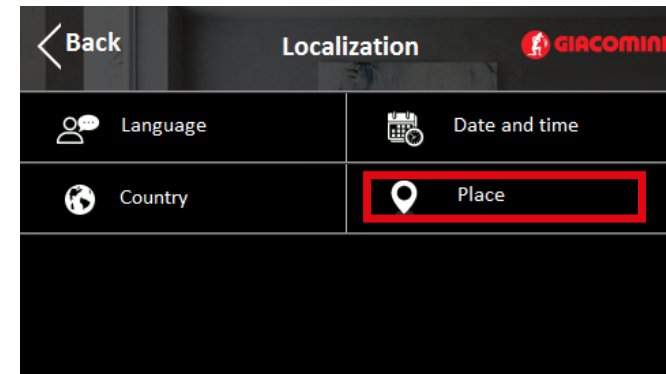 Back
Localization
GIACOMINI
Language
Date and time
Country
Place